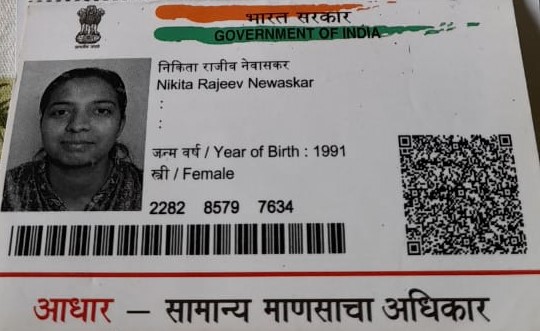 भारत सरकार
GOVERNMENT OF INDIA
निकिता राजीव नेवासकर
Nikita Rajeev Newaskar
:
:
जन्म वर्ष / Year of Birth : 1991
स्त्री / Female
2282 8579 7634
आधार — सामान्य माणसाचा अधिकार